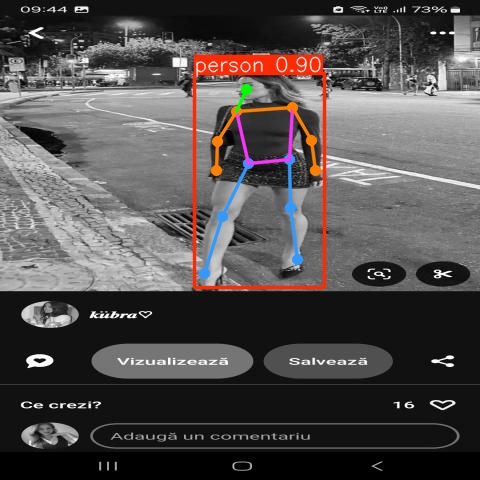 09:44 73%
person 0.90
kübra♡
Vizualizează Salvează
Ce crezi? 16
Adaugă un comentariu